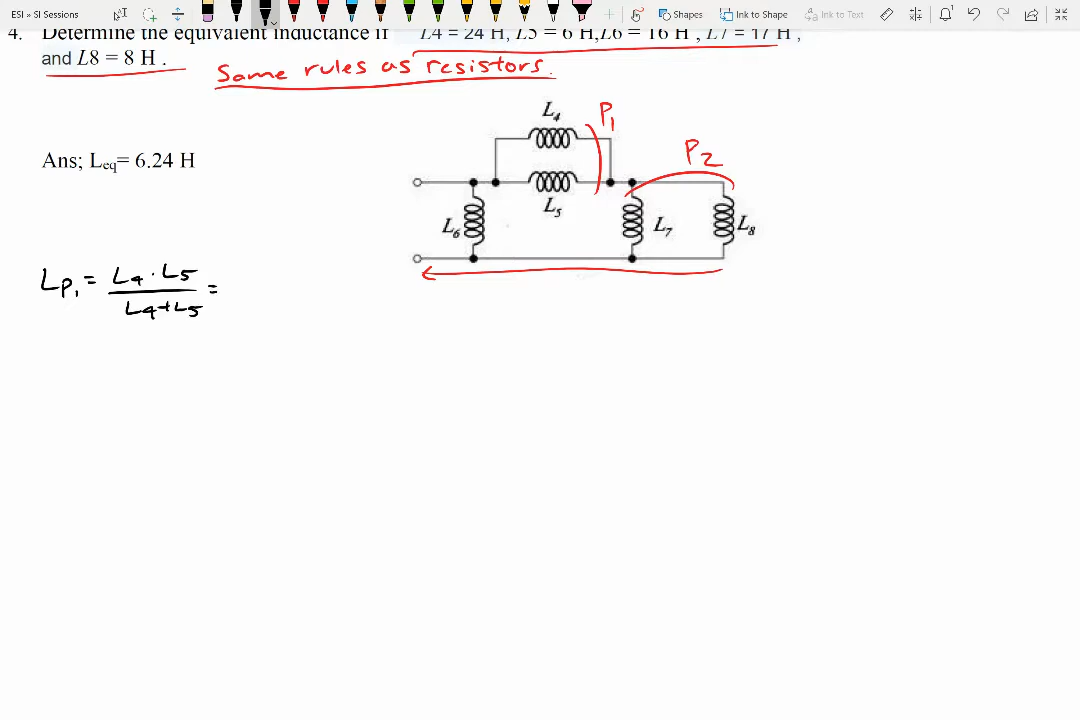 ESI » SI Sessions
Shapes
Ink to Shape
Ink to Text
4. Determine the equivalent inductance if L4 = 24 H, L5 = 6 H,L6 = 16 H , L7 = 17 H ,
and L8 = 8 H .
Same rules as resistors.
L4
P1
P2
Ans; Leq= 6.24 H
L5
L6
L7
L8
LP1 = L4 · L5 =
L4+L5